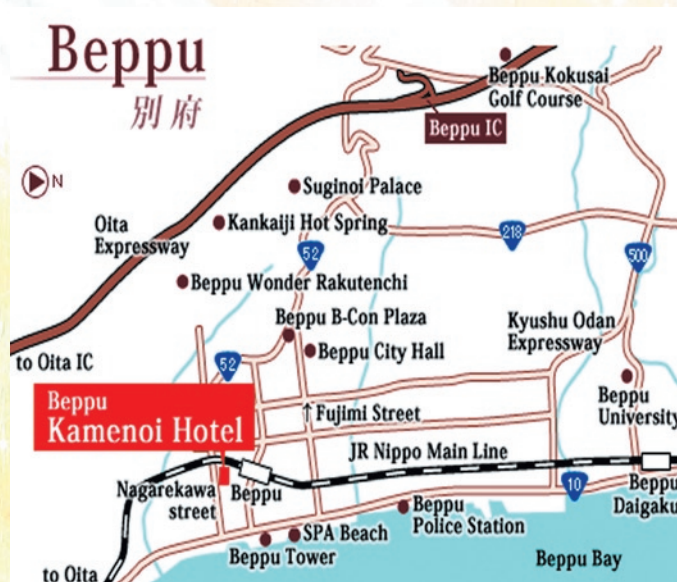 Beppu
別府
N
Beppu Kokusai
Golf Course
Beppu IC
Suginoi Palace
Kankaiji Hot Spring
Oita
Expressway
52
218
500
Beppu Wonder Rakutenchi
Beppu B-Con Plaza
Kyushu Odan
Expressway
Beppu City Hall
to Oita IC
52
Beppu
University
Beppu
Kamenoi Hotel
↑Fujimi Street
JR Nippo Main Line
Nagarekawa
street
Beppu
10
Beppu
Daigaku
Beppu
Police Station
SPA Beach
Beppu Tower
Beppu Bay
to Oita